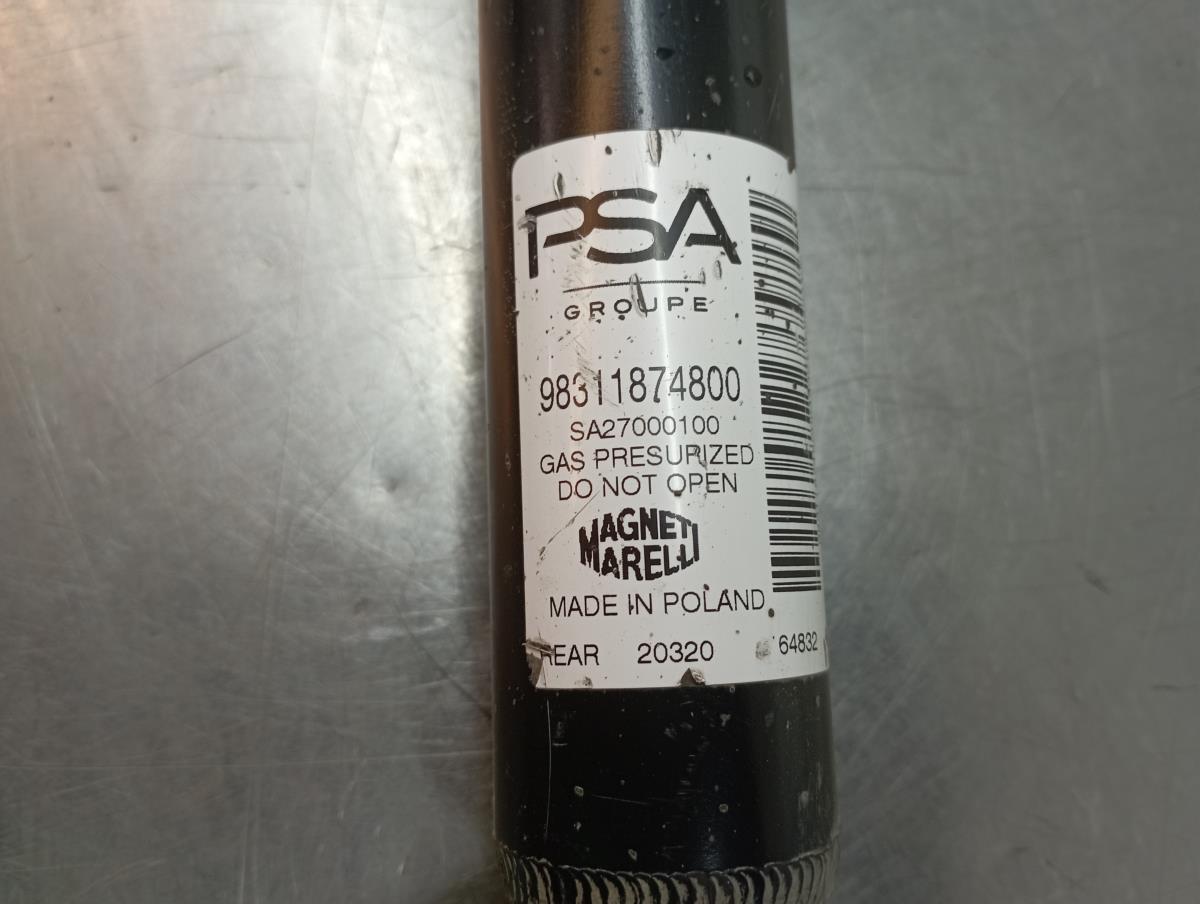 PSA
GROUPE
98311874800
SA27000100
GAS PRESURIZED
DO NOT OPEN
MAGNETI
MARELLI
MADE IN POLAND
REAR 20320 64832